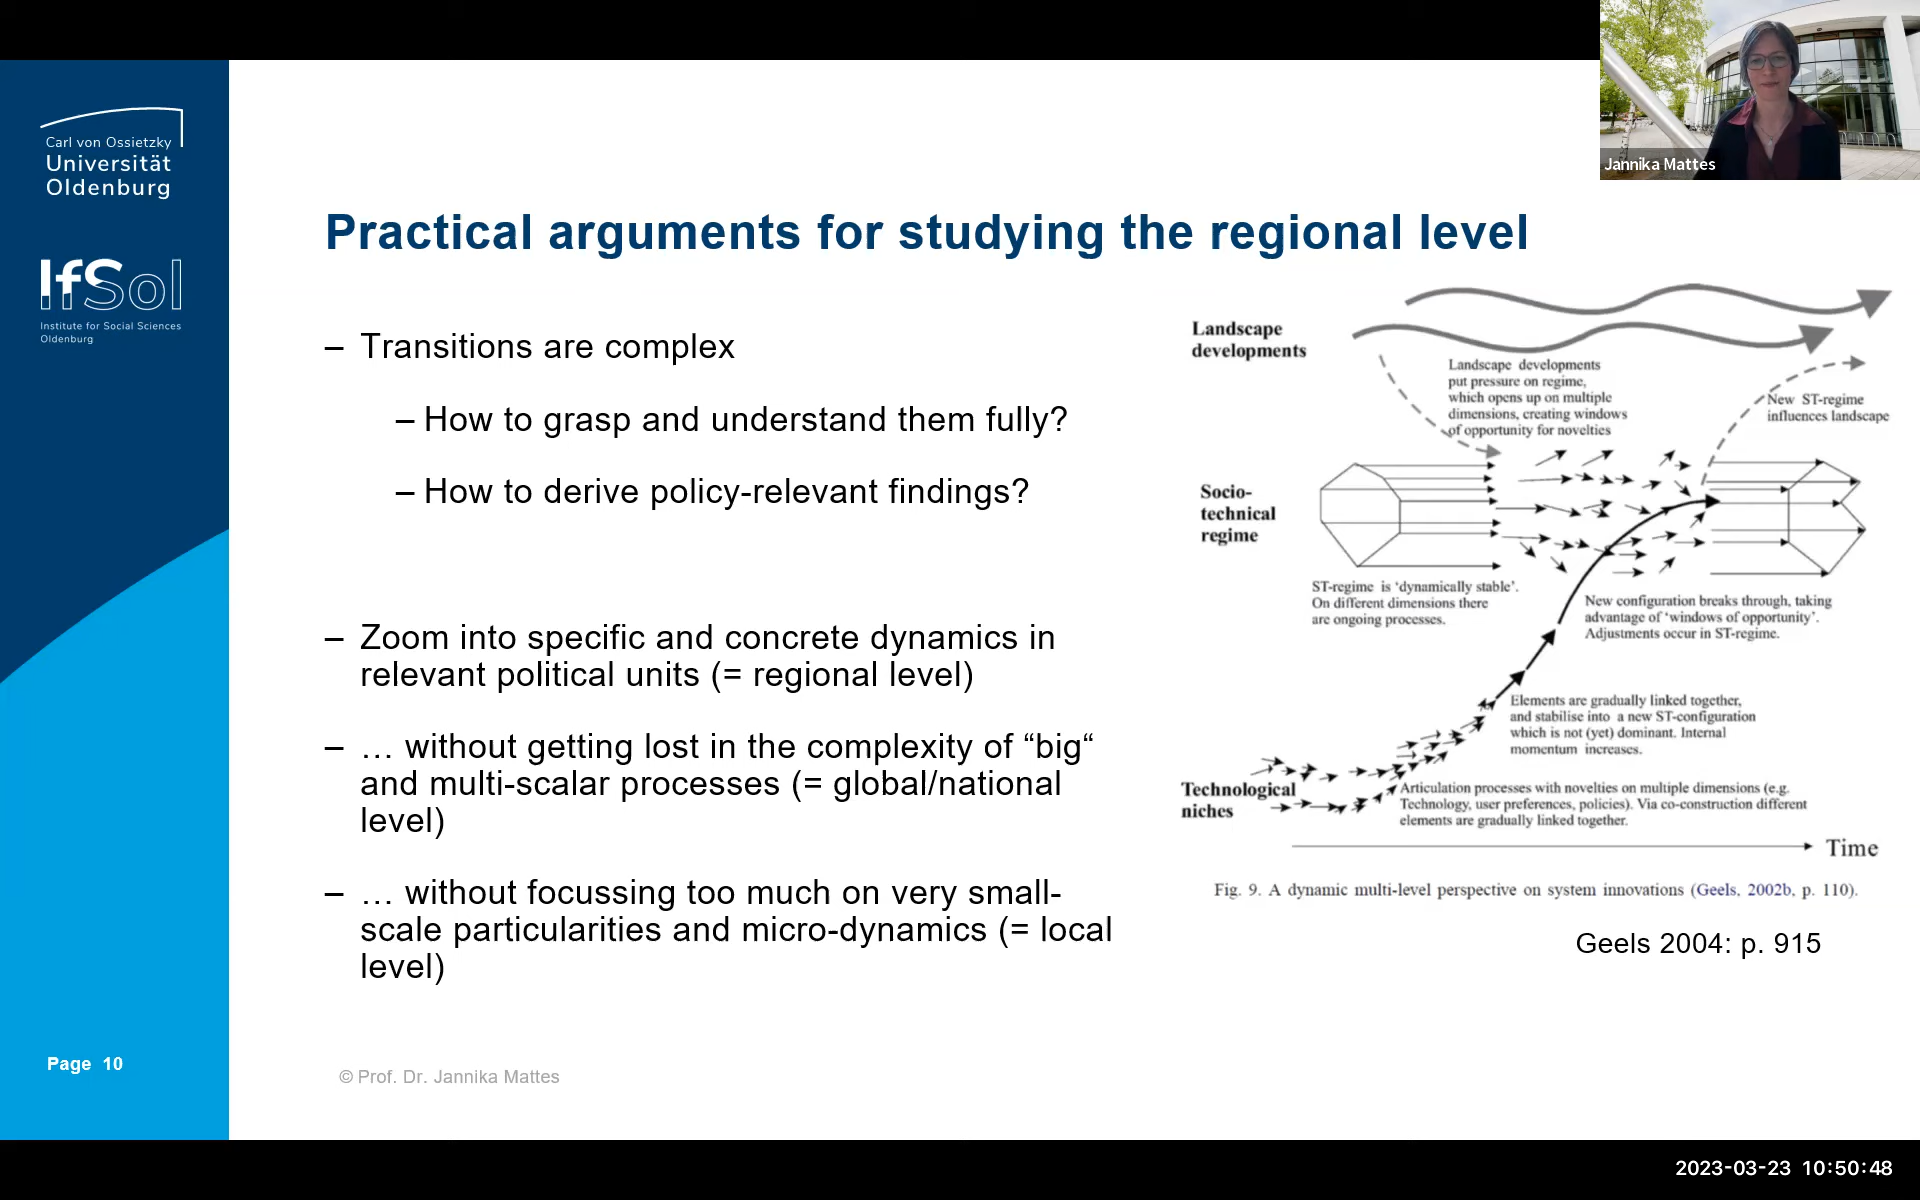 Jannika Mattes
Carl von Ossietzky
Universität
Oldenburg
IfSol
Institute for Social Sciences
Oldenburg
Practical arguments for studying the regional level
– Transitions are complex
– How to grasp and understand them fully?
– How to derive policy-relevant findings?
– Zoom into specific and concrete dynamics in
relevant political units (= regional level)
– … without getting lost in the complexity of “big“
and multi-scalar processes (= global/national
level)
– … without focussing too much on very small-
scale particularities and micro-dynamics (= local
level)
Landscape
developments
Landscape developments
put pressure on regime,
which opens up on multiple
dimensions, creating windows
of opportunity for novelties
New ST-regime
influences landscape
Socio-
technical
regime
ST-regime is ‘dynamically stable’.
On different dimensions there
are ongoing processes.
New configuration breaks through, taking
advantage of ‘windows of opportunity’.
Adjustments occur in ST-regime.
Elements are gradually linked together,
and stabilise into a new ST-configuration
which is not (yet) dominant. Internal
momentum increases.
Technological
niches
Articulation processes with novelties on multiple dimensions (e.g.
Technology, user preferences, policies). Via co-construction different
elements are gradually linked together.
Time
Fig. 9. A dynamic multi-level perspective on system innovations (Geels, 2002b, p. 110).
Geels 2004: p. 915
Page 10
© Prof. Dr. Jannika Mattes
2023-03-23 10:50:48